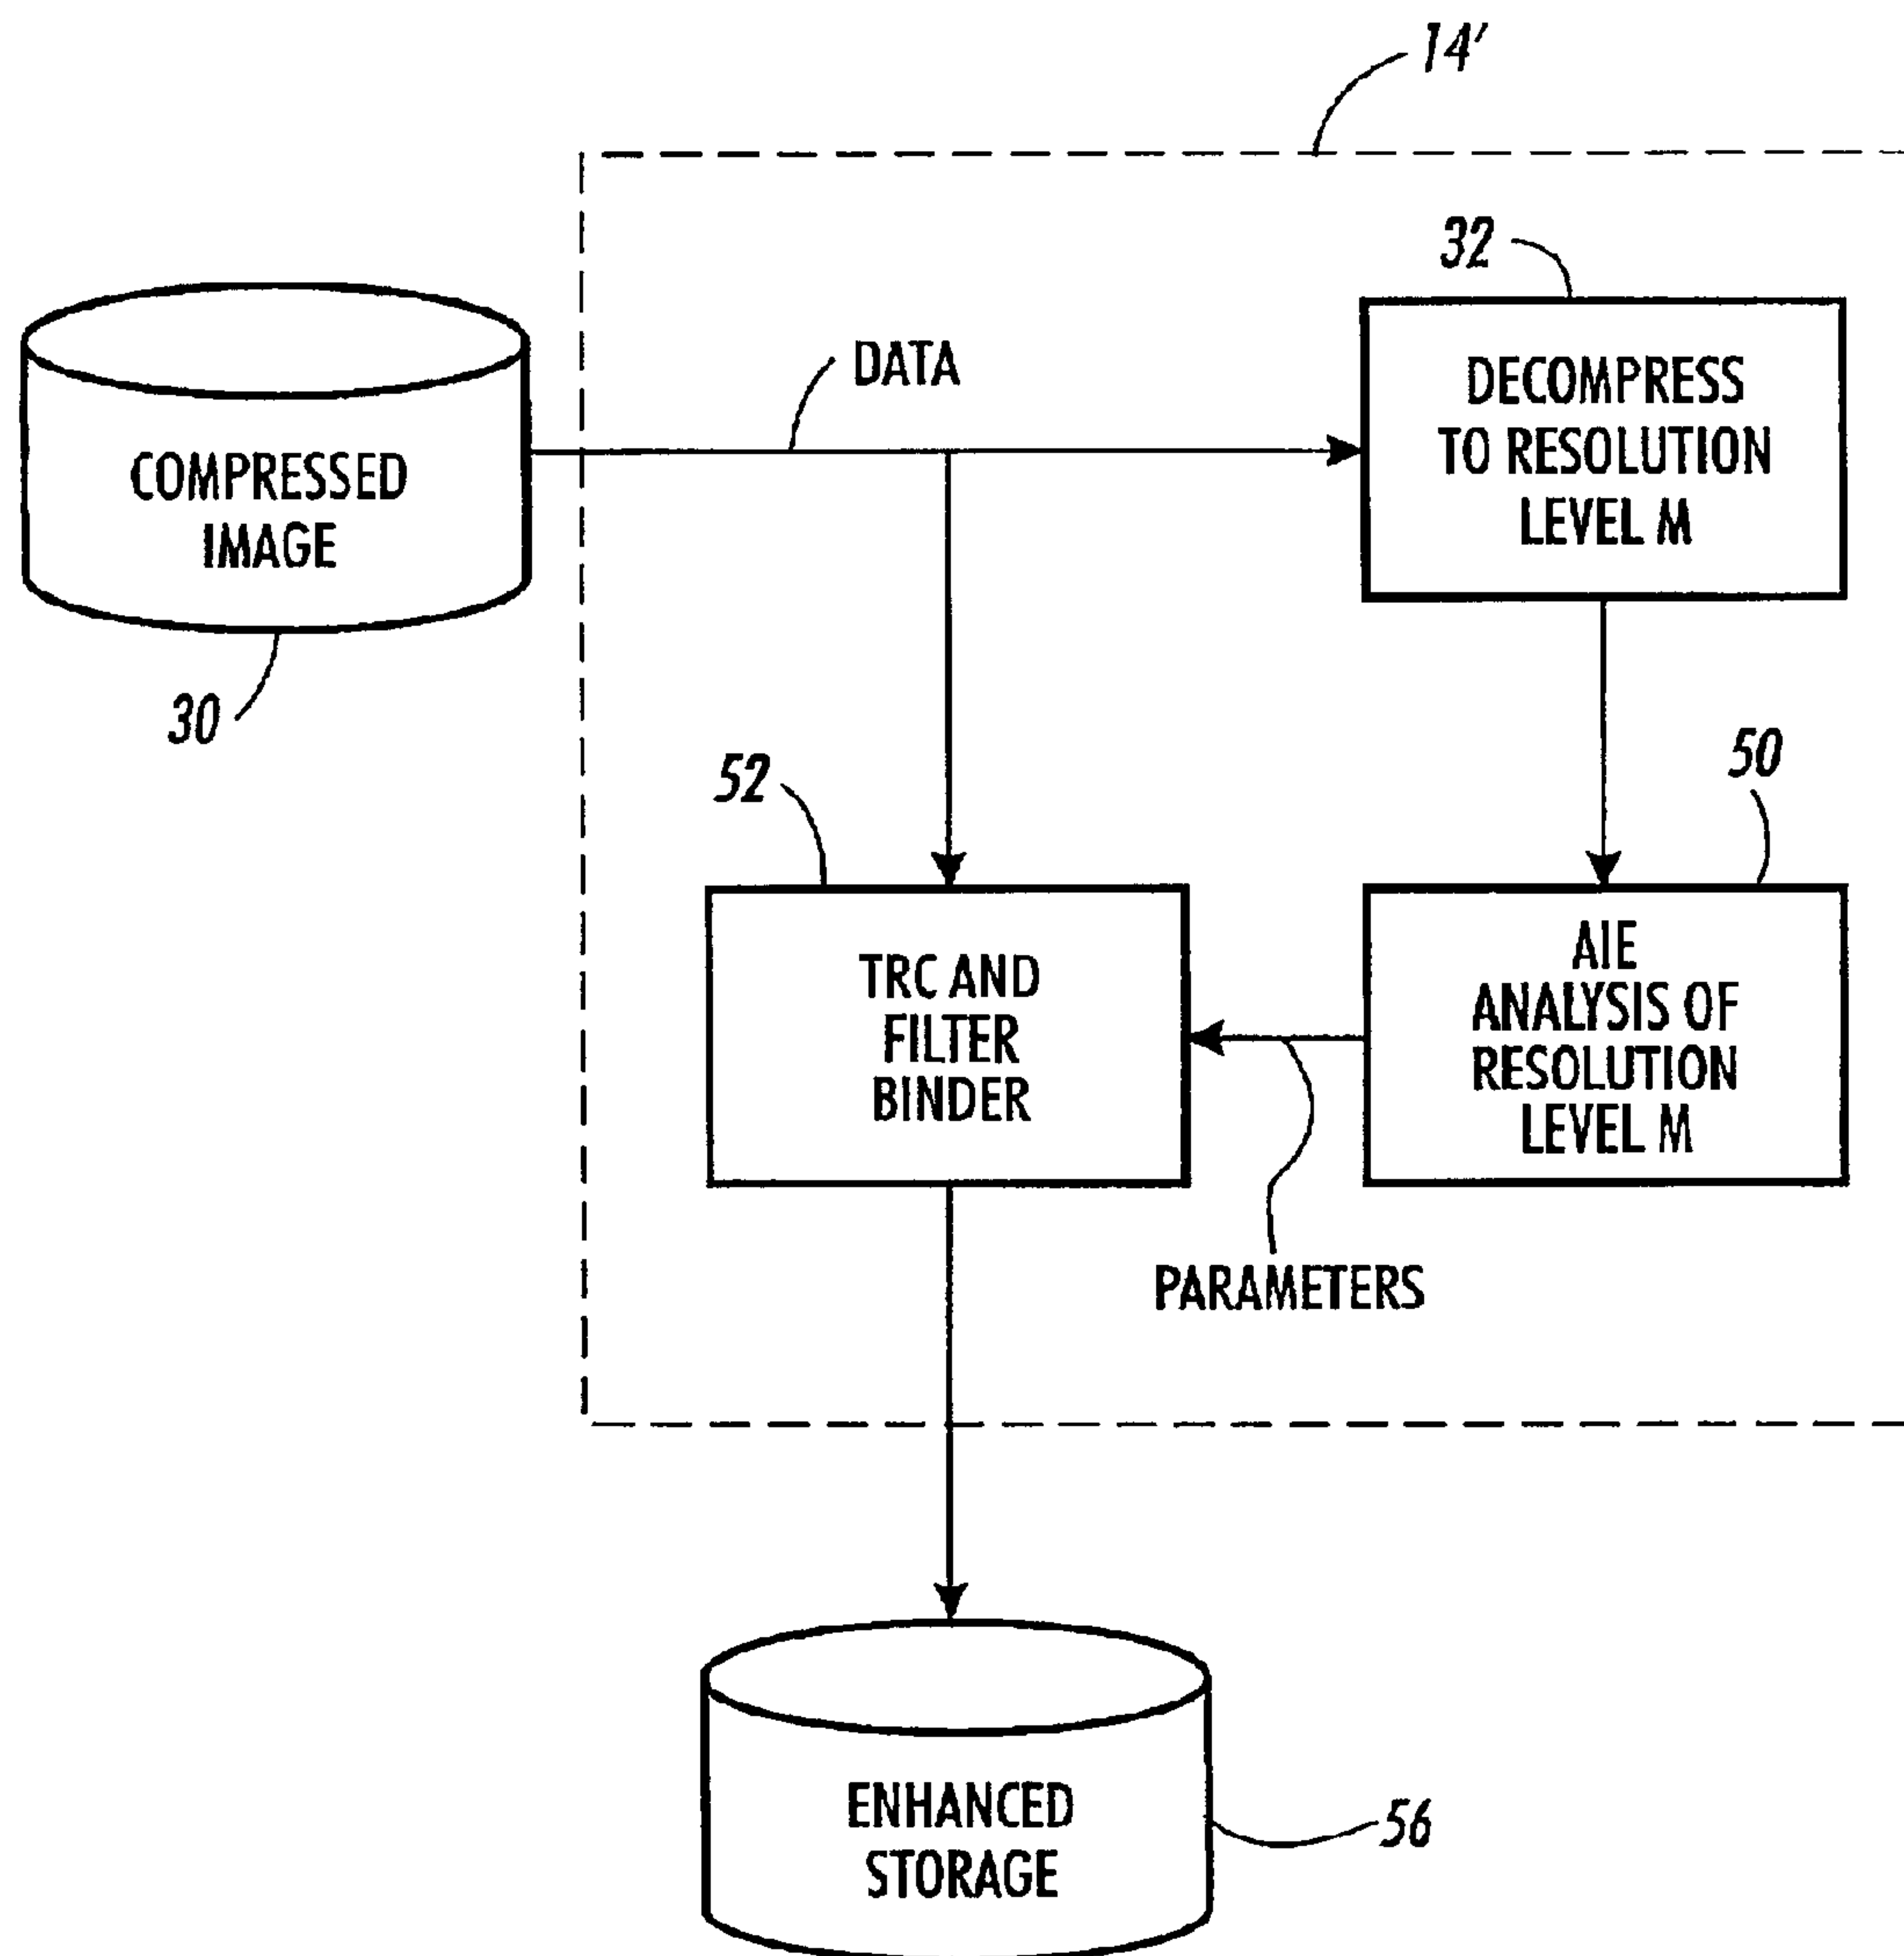 14'
32
DATA
DECOMPRESS
TO RESOLUTION
LEVEL M
COMPRESSED
IMAGE
30
52
50
TRC AND
FILTER
BINDER
AIE
ANALYSIS OF
RESOLUTION
LEVEL M
PARAMETERS
ENHANCED
STORAGE
56